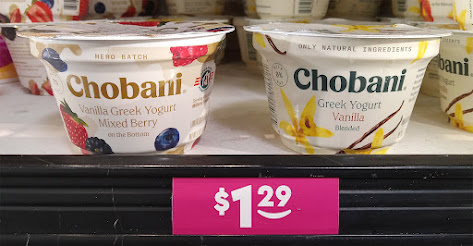 HERO BATCH
Chobani
Vanilla Greek Yogurt
Mixed Berry
on the Bottom
ONLY NATURAL INGREDIENTS
Chobani
Greek Yogurt
Vanilla
Blended
$1.29